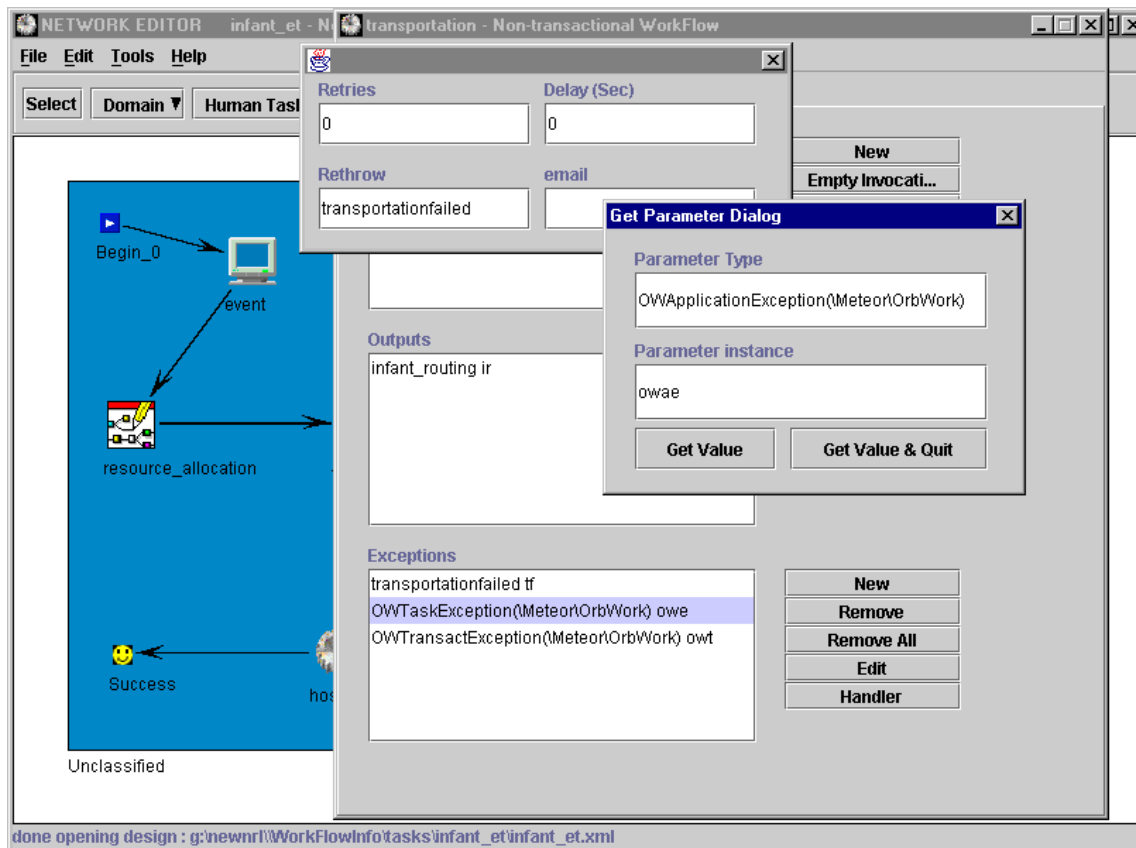 NETWORK EDITOR infant_et - N
transportation - Non-transactional WorkFlow
File Edit Tools Help
Select
Domain
Human Tas
Retries
Delay (Sec)
0
0
Rethrow
email
transportationfailed
New
Empty Invocati...
Get Parameter Dialog
Parameter Type
OWApplicationException(\Meteor\OrbWork)
Parameter instance
owae
Get Value
Get Value & Quit
Begin_0
event
resource_allocation
Success
hos
Unclassified
Outputs
infant_routing ir
Exceptions
transportationfailed tf
OWTaskException(\Meteor\OrbWork) owe
OWTransactException(\Meteor\OrbWork) owt
New
Remove
Remove All
Edit
Handler
done opening design : g:\newnrl\\WorkFlowInfo\tasks\infant_et\infant_et.xml